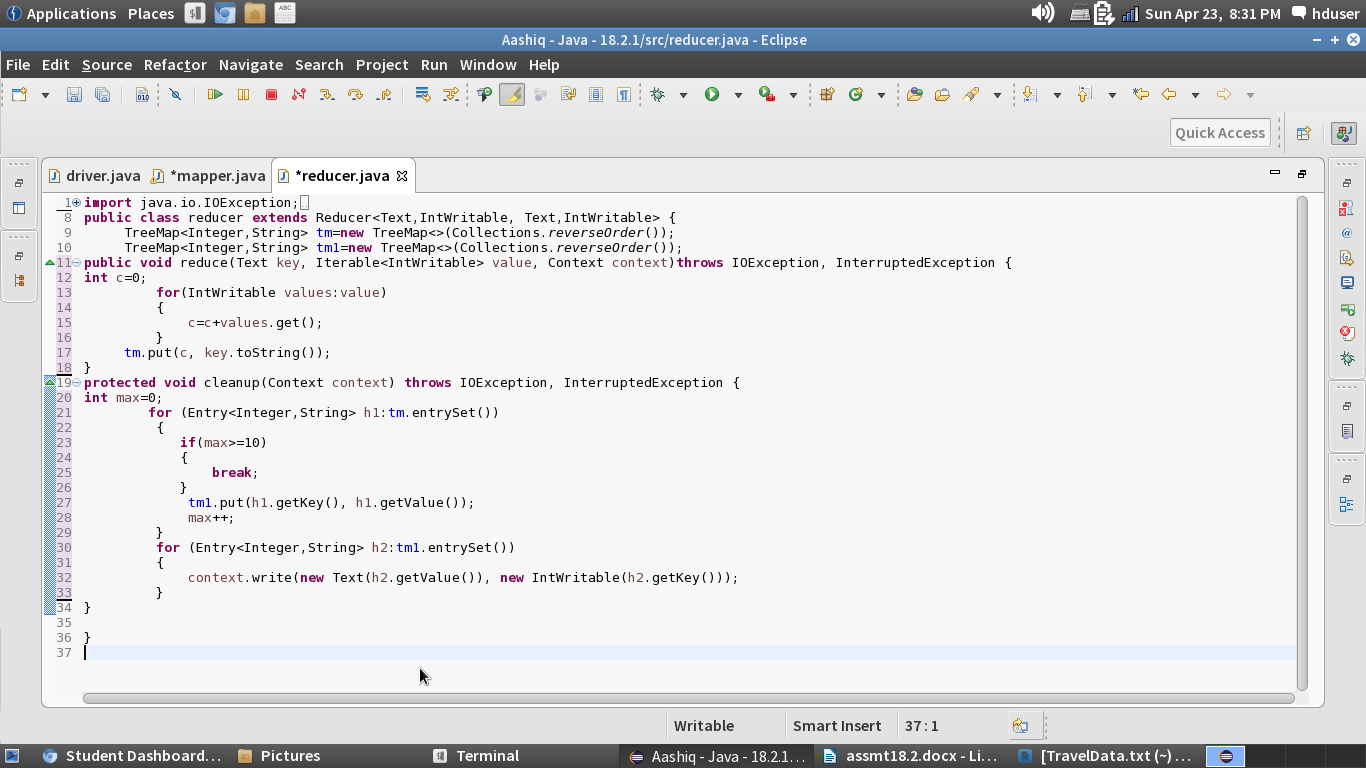 Applications Places ABC Sun Apr 23, 8:31 PM hduser
Aashiq - Java - 18.2.1/src/reducer.java - Eclipse
File Edit Source Refactor Navigate Search Project Run Window Help
Quick Access
driver.java *mapper.java *reducer.java
1 import java.io.IOException;
8 public class reducer extends Reducer<Text,IntWritable, Text,IntWritable> {
9 TreeMap<Integer,String> tm=new TreeMap<>(Collections.reverseOrder());
10 TreeMap<Integer,String> tm1=new TreeMap<>(Collections.reverseOrder());
11 public void reduce(Text key, Iterable<IntWritable> value, Context context)throws IOException, InterruptedException {
12 int c=0;
13 for(IntWritable values:value)
14 {
15 c=c+values.get();
16 }
17 tm.put(c, key.toString());
18 }
19 protected void cleanup(Context context) throws IOException, InterruptedException {
20 int max=0;
21 for (Entry<Integer,String> h1:tm.entrySet())
22 {
23 if(max>=10)
24 {
25 break;
26 }
27 tm1.put(h1.getKey(), h1.getValue());
28 max++;
29 }
30 for (Entry<Integer,String> h2:tm1.entrySet())
31 {
32 context.write(new Text(h2.getValue()), new IntWritable(h2.getKey()));
33 }
34 }
35
36 }
37
Writable Smart Insert 37 : 1
Student Dashboard... Pictures Terminal Aashiq - Java - 18.2.1... assmt18.2.docx - Li... [TravelData.txt (~) ...